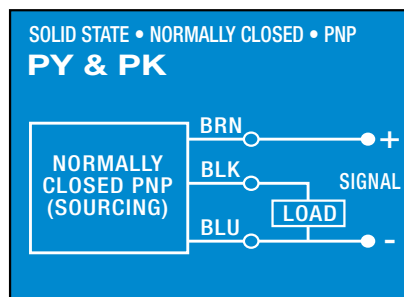 SOLID STATE • NORMALLY CLOSED • PNP
PY & PK
BRN
+
NORMALLY
CLOSED PNP
(SOURCING)
BLK
SIGNAL
LOAD
BLU
-